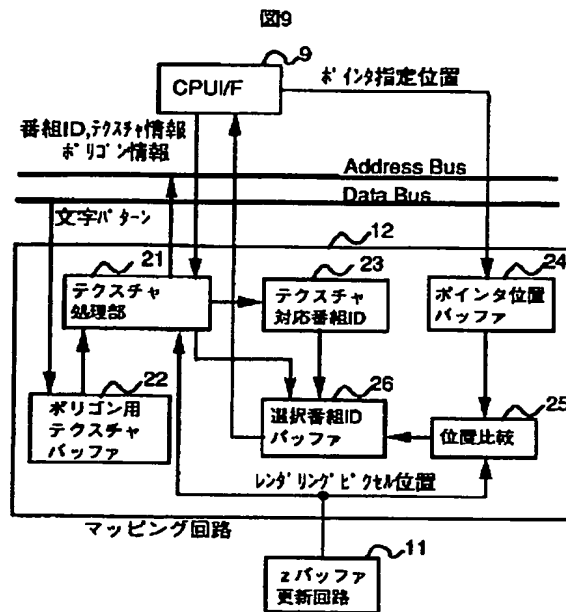 図9
9
CPUI/F
ポインタ指定位置
番組ID,テクスチャ情報
ポリゴン情報
Address Bus
Data Bus
文字パターン
12
21
テクスチャ
処理部
23
テクスチャ
対応番組ID
24
ポインタ位置
バッファ
22
ポリゴン用
テクスチャ
バッファ
26
選択番組ID
バッファ
25
位置比較
レンダリングピクセル位置
マッピング回路
11
zバッファ
更新回路